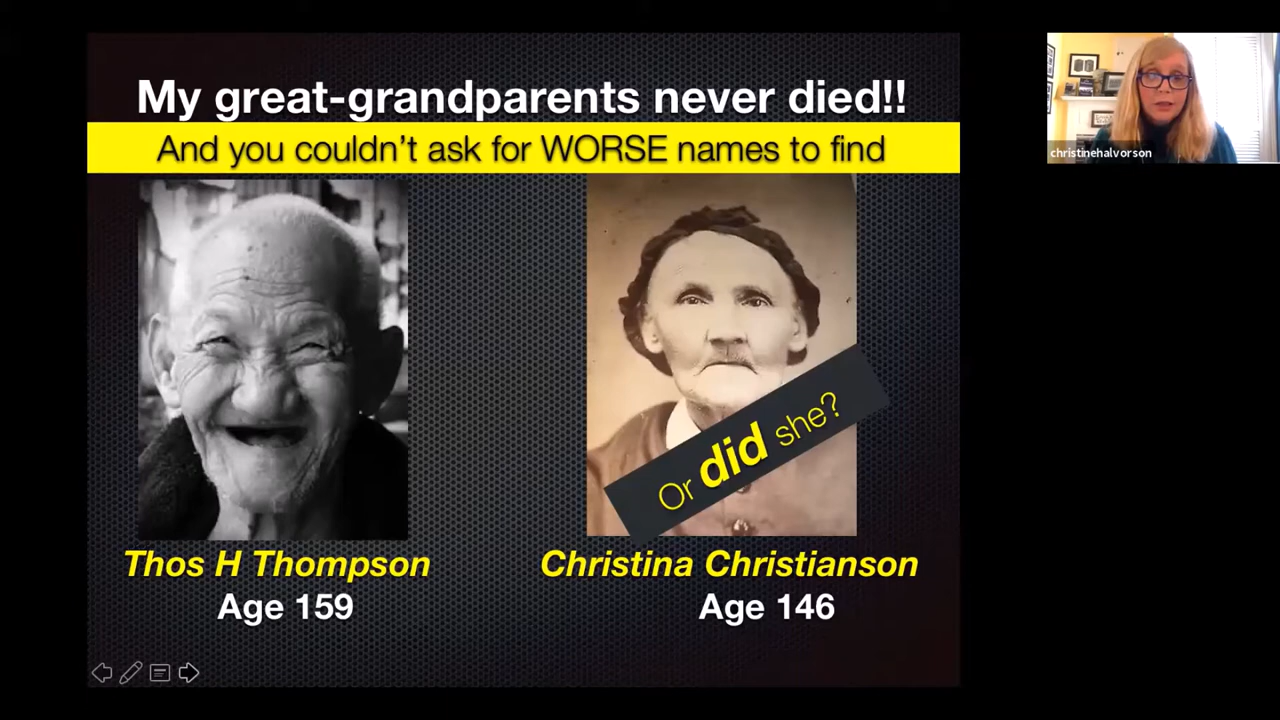 My great-grandparents never died!!
And you couldn't ask for WORSE names to find
christinehalvorson
Or did she?
Thos H Thompson
Age 159
Christina Christianson
Age 146